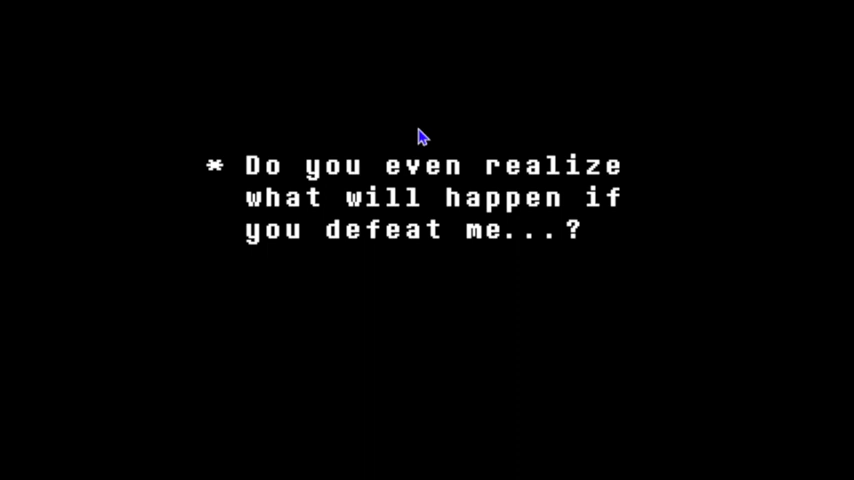 * Do you even realize
what will happen if
you defeat me...?